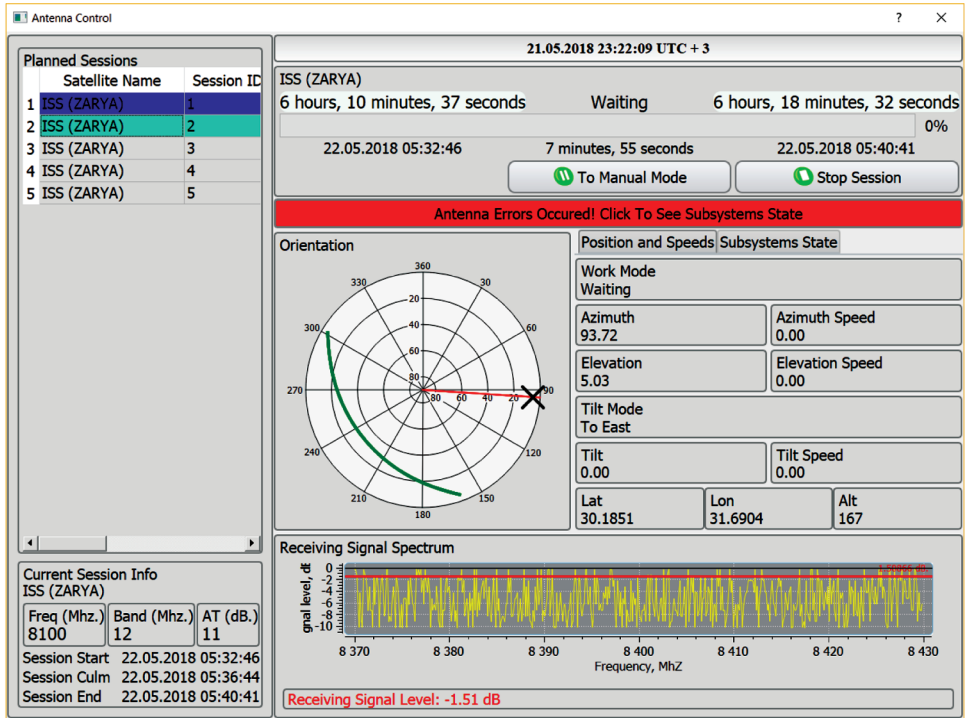 Antenna Control
? ×
Planned Sessions
Satellite Name Session ID
1 ISS (ZARYA) 1
2 ISS (ZARYA) 2
3 ISS (ZARYA) 3
4 ISS (ZARYA) 4
5 ISS (ZARYA) 5
Current Session Info
ISS (ZARYA)
Freq (Mhz.) Band (Mhz.) AT (dB.)
8100 12 11
Session Start 22.05.2018 05:32:46
Session Culm 22.05.2018 05:36:44
Session End 22.05.2018 05:40:41
21.05.2018 23:22:09 UTC + 3
ISS (ZARYA)
6 hours, 10 minutes, 37 seconds Waiting 6 hours, 18 minutes, 32 seconds
0%
22.05.2018 05:32:46 7 minutes, 55 seconds 22.05.2018 05:40:41
To Manual Mode Stop Session
Antenna Errors Occured! Click To See Subsystems State
Orientation
360
330 30
20
300 40 60
60
80
270 80 60 40 20 90
240 120
210 150
180
Position and Speeds Subsystems State
Work Mode
Waiting
Azimuth Azimuth Speed
93.72 0.00
Elevation Elevation Speed
5.03 0.00
Tilt Mode
To East
Tilt Tilt Speed
0.00 0.00
Lat Lon Alt
30.1851 31.6904 167
Receiving Signal Spectrum
gnal level, dB
0
-2
-4
-6
-8
-10
8 370 8 380 8 390 8 400 8 410 8 420 8 430
Frequency, MhZ
Receiving Signal Level: -1.51 dB